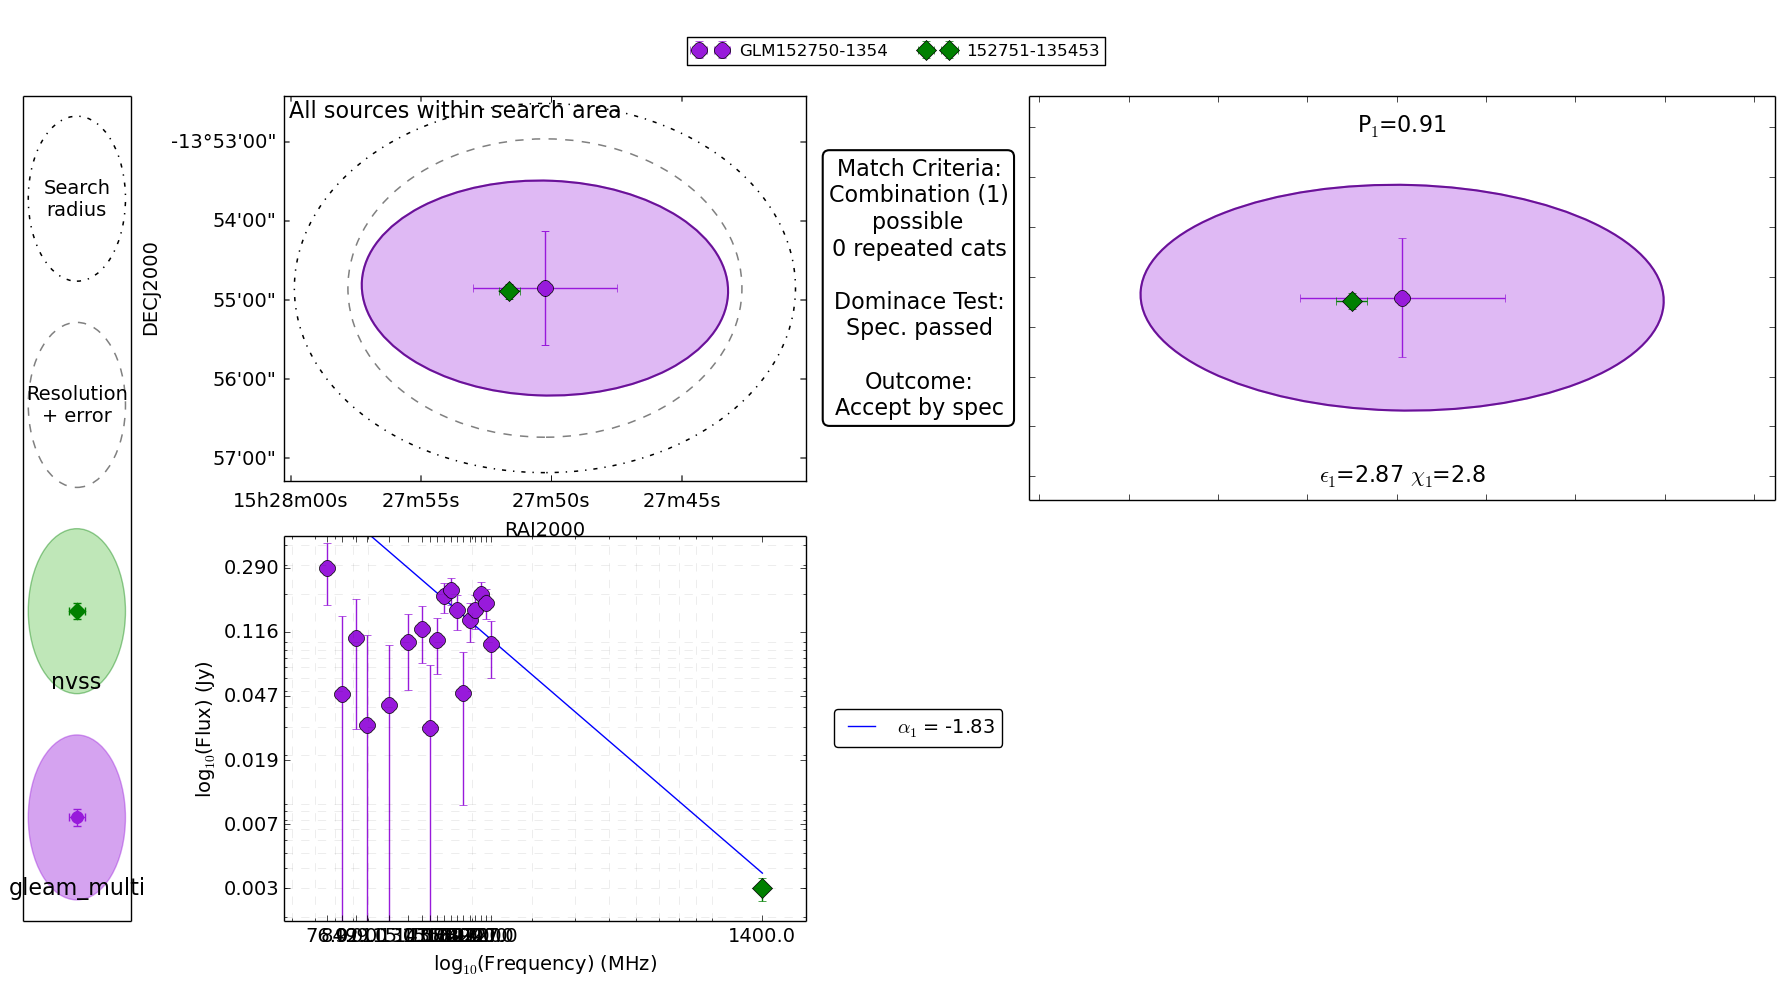 GLM152750-1354 152751-135453
Search
radius
Resolution
+ error
nvss
gleam_multi
All sources within search area
DECJ2000
-13°53'00"
54'00"
55'00"
56'00"
57'00"
15h28m00s 27m55s 27m50s 27m45s
RAJ2000
Match Criteria:
Combination (1)
possible
0 repeated cats
Dominace Test:
Spec. passed
Outcome:
Accept by spec
P₁=0.91
ϵ₁=2.87 χ₁=2.8
log₁₀(Flux) (Jy)
0.290
0.116
0.047
0.019
0.007
0.003
1400.0
log₁₀(Frequency) (MHz)
α₁ = -1.83